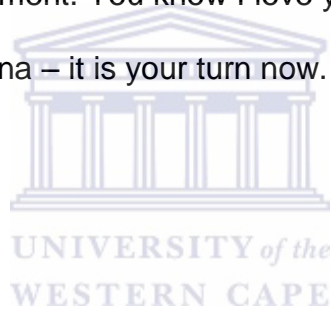 ment. You know I love y
na – it is your turn now.
UNIVERSITY of the
WESTERN CAPE